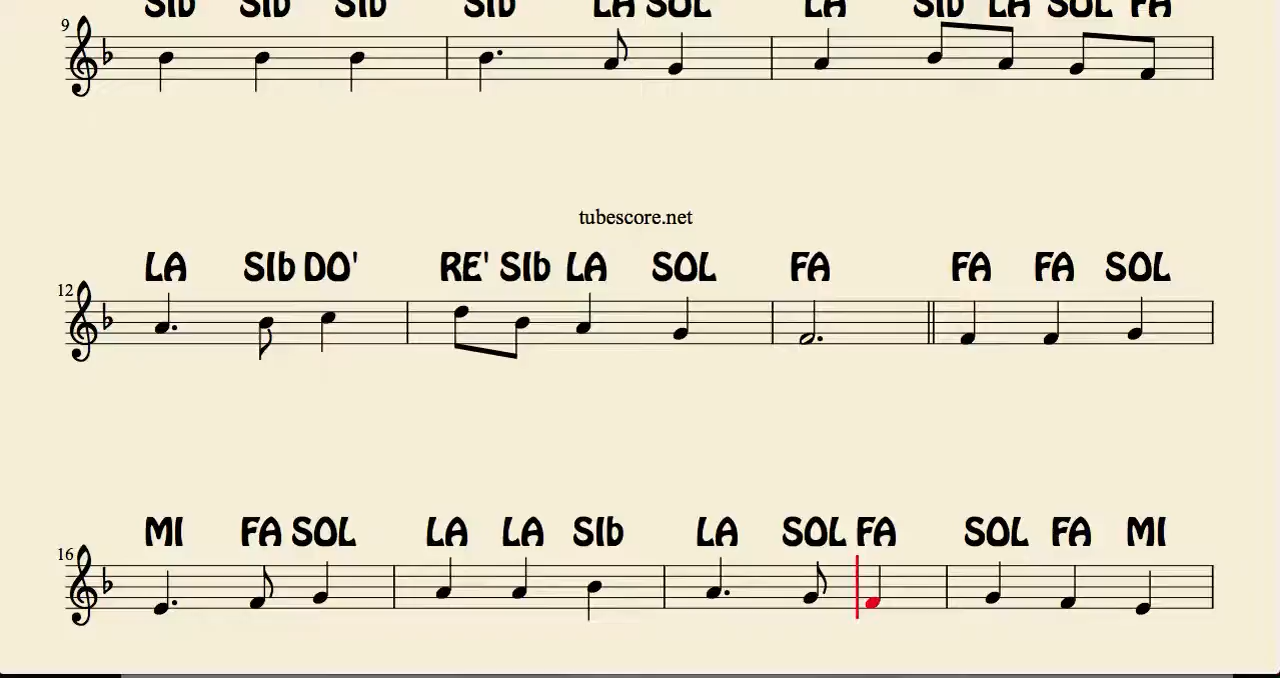 SIb SIb SIb SIb LA SOL LA SIb LA SOL FA
9
tubescore.net
LA SIb DO' RE' SIb LA SOL FA FA FA SOL
12
MI FA SOL LA LA SIb LA SOL FA SOL FA MI
16